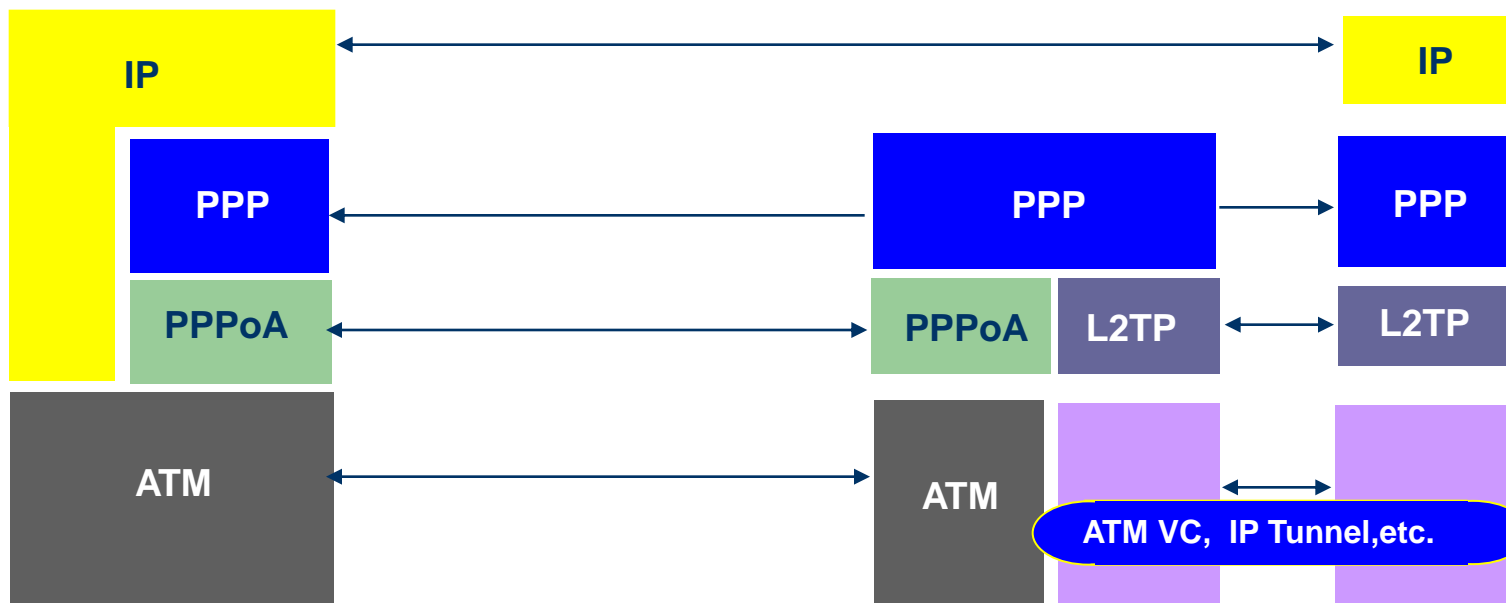 IP
IP
PPP
PPP
PPP
PPPoA
PPPoA
L2TP
L2TP
ATM
ATM
ATM VC, IP Tunnel,etc.